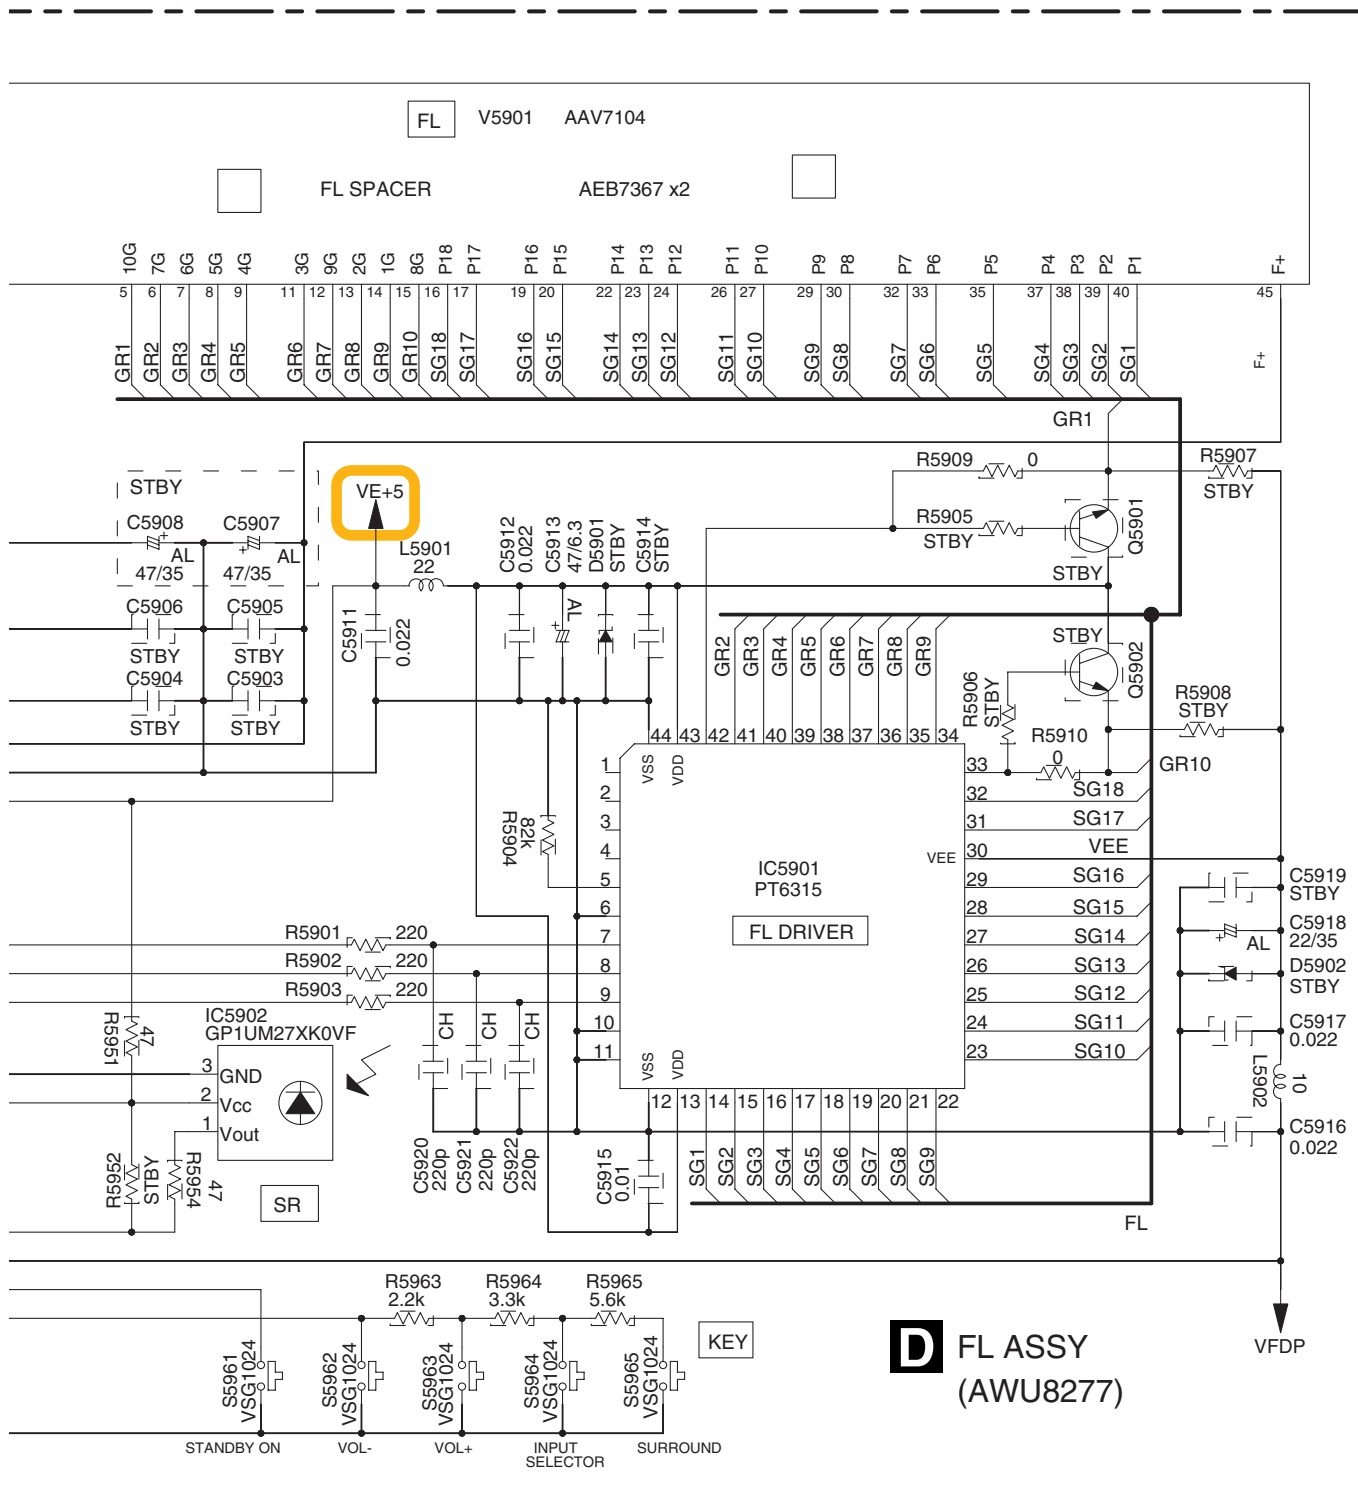 FL V5901 AAV7104
FL SPACER AEB7367 x2
10G 7G 6G 5G 4G 3G 9G 2G 1G 8G P18 P17 P16 P15 P14 P13 P12 P11 P10 P9 P8 P7 P6 P5 P4 P3 P2 P1 F+
5 6 7 8 9 11 12 13 14 15 16 17 19 20 22 23 24 26 27 29 30 32 33 35 37 38 39 40 45
GR1 GR2 GR3 GR4 GR5 GR6 GR7 GR8 GR9 GR10 SG18 SG17 SG16 SG15 SG14 SG13 SG12 SG11 SG10 SG9 SG8 SG7 SG6 SG5 SG4 SG3 SG2 SG1 F+
GR1
R5909 0
R5907
STBY
STBY
VE+5
C5908
AL
47/35
C5907
AL
47/35
L5901
22
C5912
0.022
C5913
47/6.3
AL
D5901
STBY
C5914
STBY
R5905
STBY
Q5901
STBY
C5906
STBY
C5905
STBY
C5904
STBY
C5903
STBY
C5911
0.022
GR2 GR3 GR4 GR5 GR6 GR7 GR8 GR9
STBY
Q5902
R5906
STBY
R5908
STBY
R5910
0
GR10
44 43 42 41 40 39 38 37 36 35 34
VSS VDD
1
2
3
4
5
6
7
8
9
10
11
33
32 SG18
31 SG17
VEE 30 VEE
29 SG16
28 SG15
27 SG14
26 SG13
25 SG12
24 SG11
23 SG10
IC5901
PT6315
FL DRIVER
VSS VDD
12 13 14 15 16 17 18 19 20 21 22
SG1 SG2 SG3 SG4 SG5 SG6 SG7 SG8 SG9
FL
82k
R5904
R5901 220
R5902 220
R5903 220
IC5902
GP1UM27XK0VF
3 GND
2 Vcc
1 Vout
SR
47
R5951
R5952
STBY
47
R5954
CH CH CH
C5920
220p
C5921
220p
C5922
220p
C5915
0.01
C5919
STBY
C5918
22/35
AL
D5902
STBY
C5917
0.022
10
L5902
C5916
0.022
VFDP
R5963
2.2k
R5964
3.3k
R5965
5.6k
KEY
S5961
VSG1024
S5962
VSG1024
S5963
VSG1024
S5964
VSG1024
S5965
VSG1024
STANDBY ON
VOL-
VOL+
INPUT
SELECTOR
SURROUND
D FL ASSY
(AWU8277)